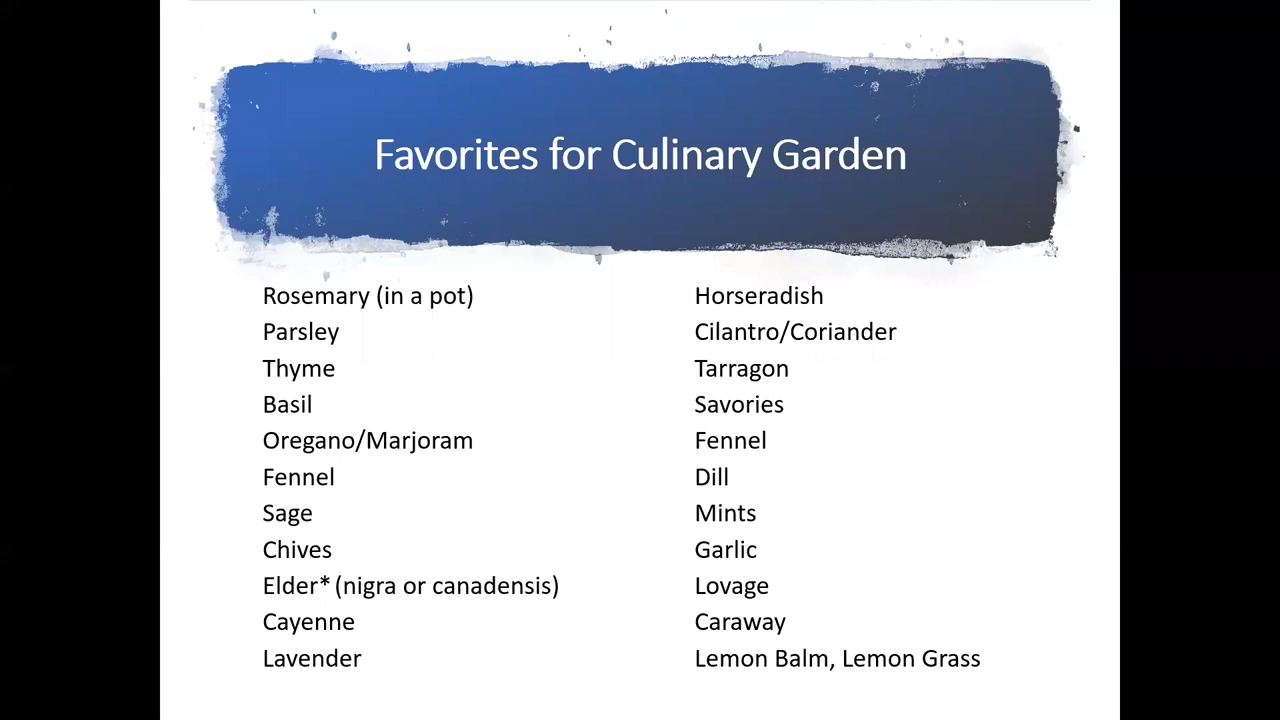 Favorites for Culinary Garden
Rosemary (in a pot)
Parsley
Thyme
Basil
Oregano/Marjoram
Fennel
Sage
Chives
Elder* (nigra or canadensis)
Cayenne
Lavender
Horseradish
Cilantro/Coriander
Tarragon
Savories
Fennel
Dill
Mints
Garlic
Lovage
Caraway
Lemon Balm, Lemon Grass